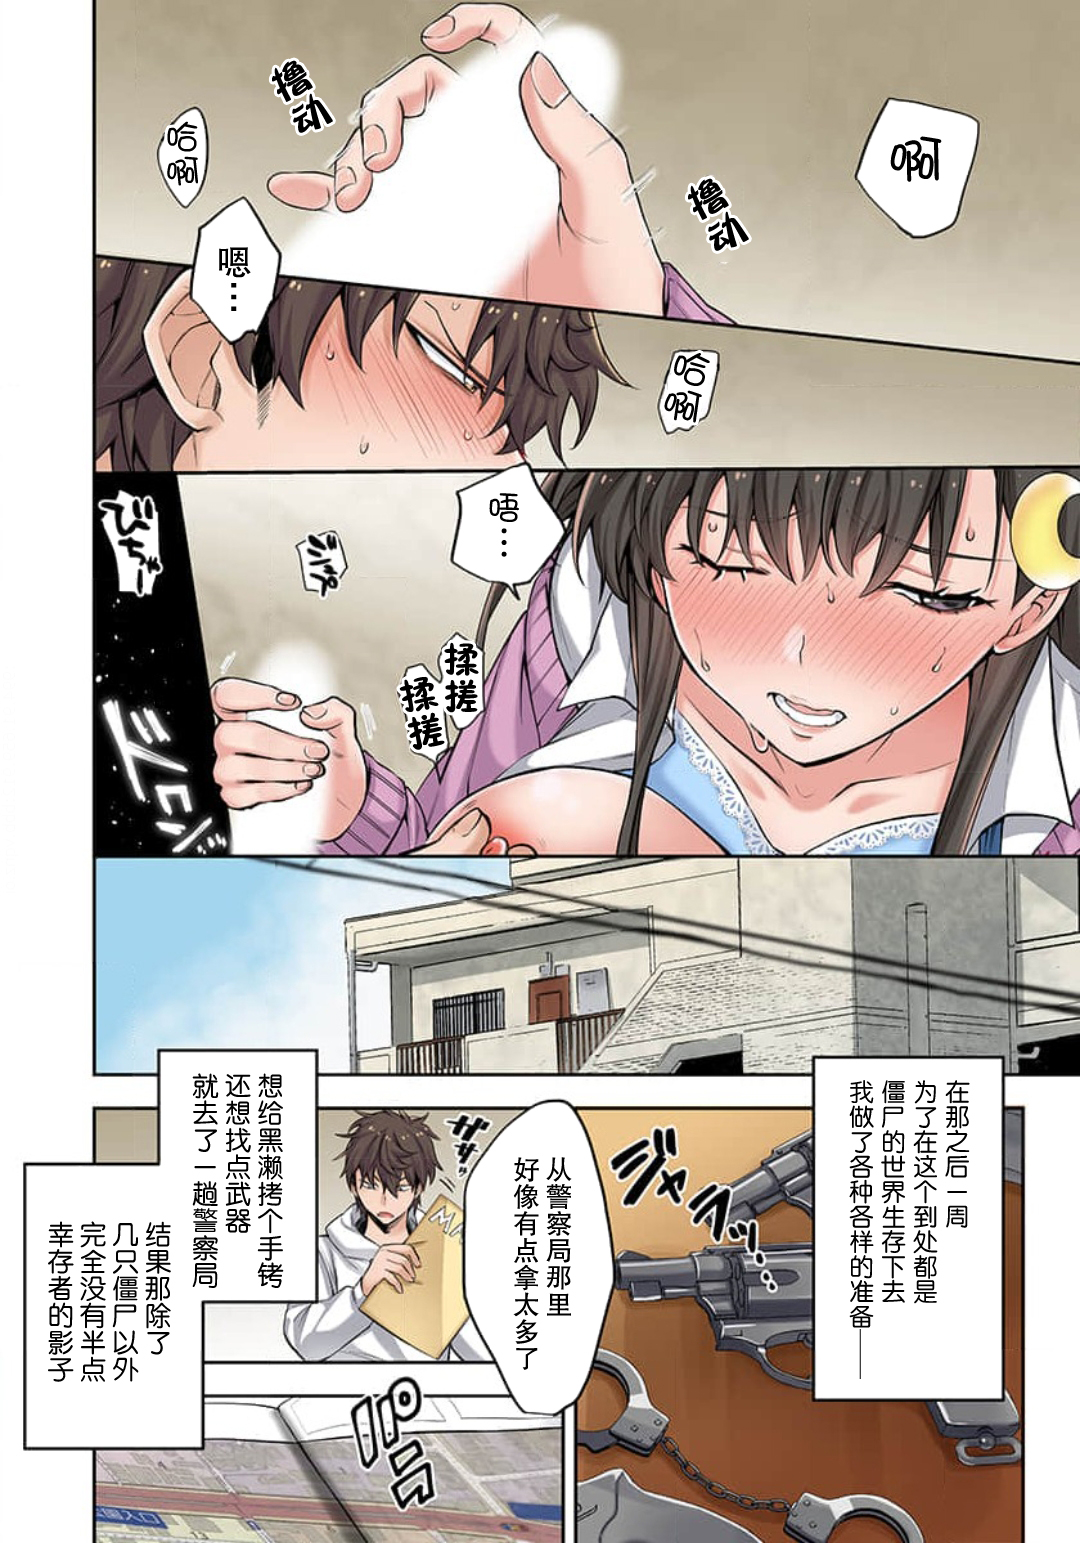 啊
撸动
撸动
哈啊
嗯…
哈啊
唔…
ジュプ
びちゃー
揉搓
揉搓
在那之后一周
为了在这个到处都是
僵尸的世界生存下去
我做了各种各样的准备——
ジャラッ
从警察局那里
好像有点拿太多了
ガサ
MA
想给黑濑拷个手铐
还想找点武器
就去了一趟警察局
结果那除了
几只僵尸以外
完全没有半点
幸存者的影子